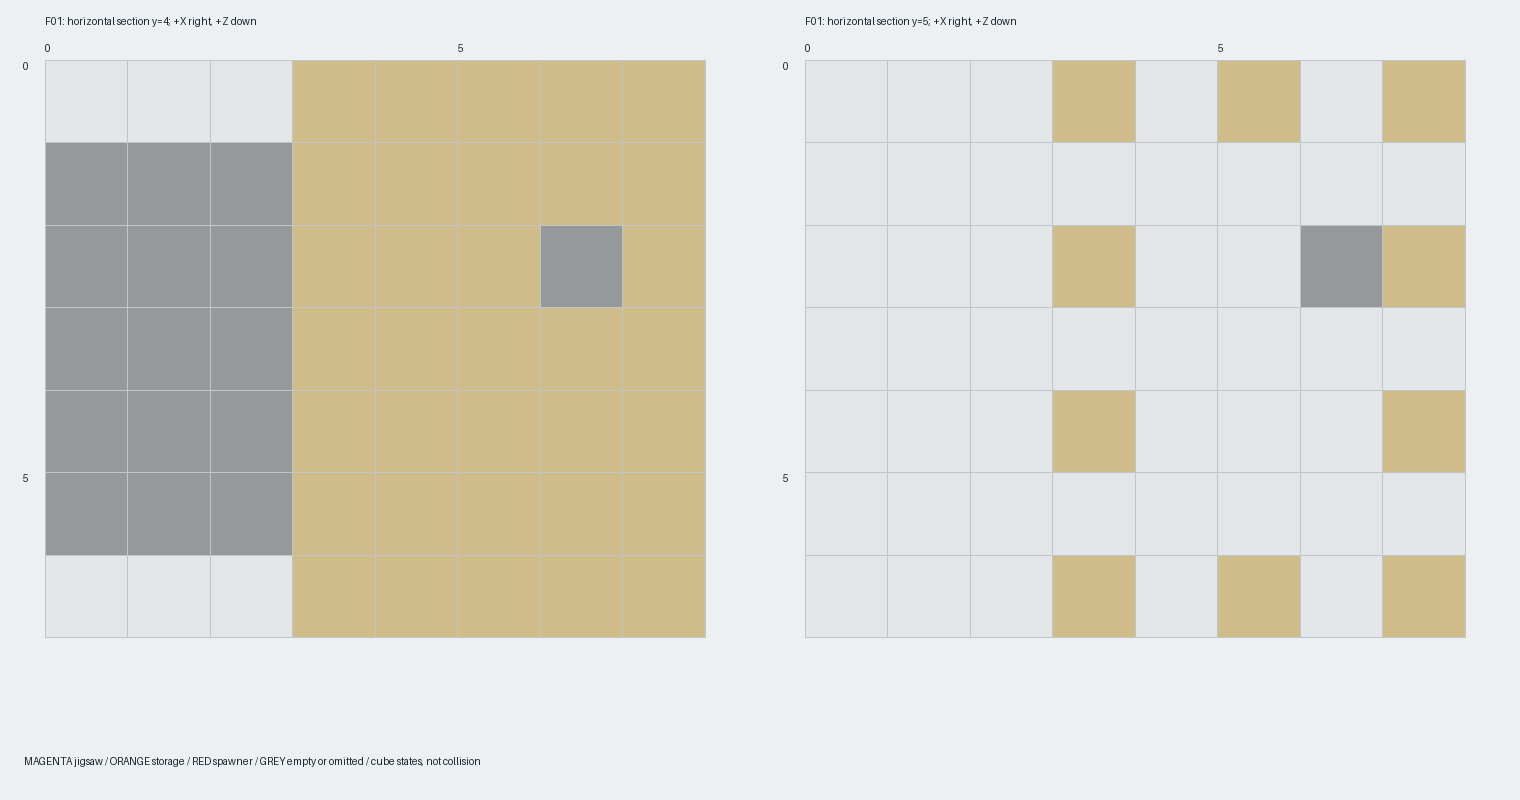 F01: horizontal section y=4; +X right, +Z down
F01: horizontal section y=5; +X right, +Z down
0 5
0 5
0
0
5
5
MAGENTA jigsaw / ORANGE storage / RED spawner / GREY empty or omitted / cube states, not collision